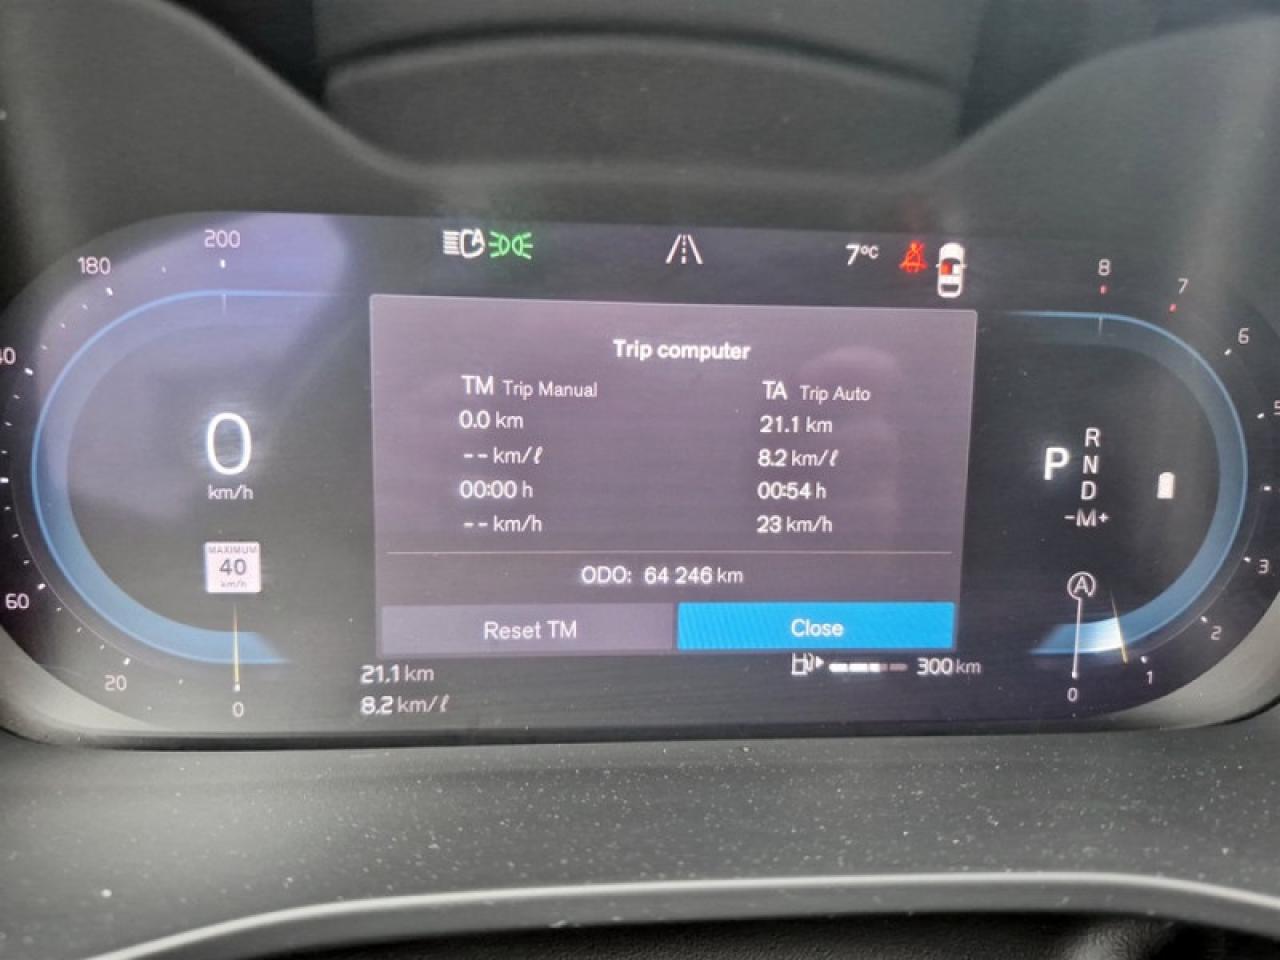 200
180
7°C
8
7
6
Trip computer
TM Trip Manual
TA Trip Auto
0.0 km
21.1 km
-- km/ℓ
8.2 km/ℓ
00:00 h
00:54 h
-- km/h
23 km/h
ODO: 64 246 km
Reset TM
Close
0
km/h
MAXIMUM
40
km/h
P
R
N
D
-M+
A
60
20
0
21.1 km
8.2 km/ℓ
300 km
5
3
2
1
0